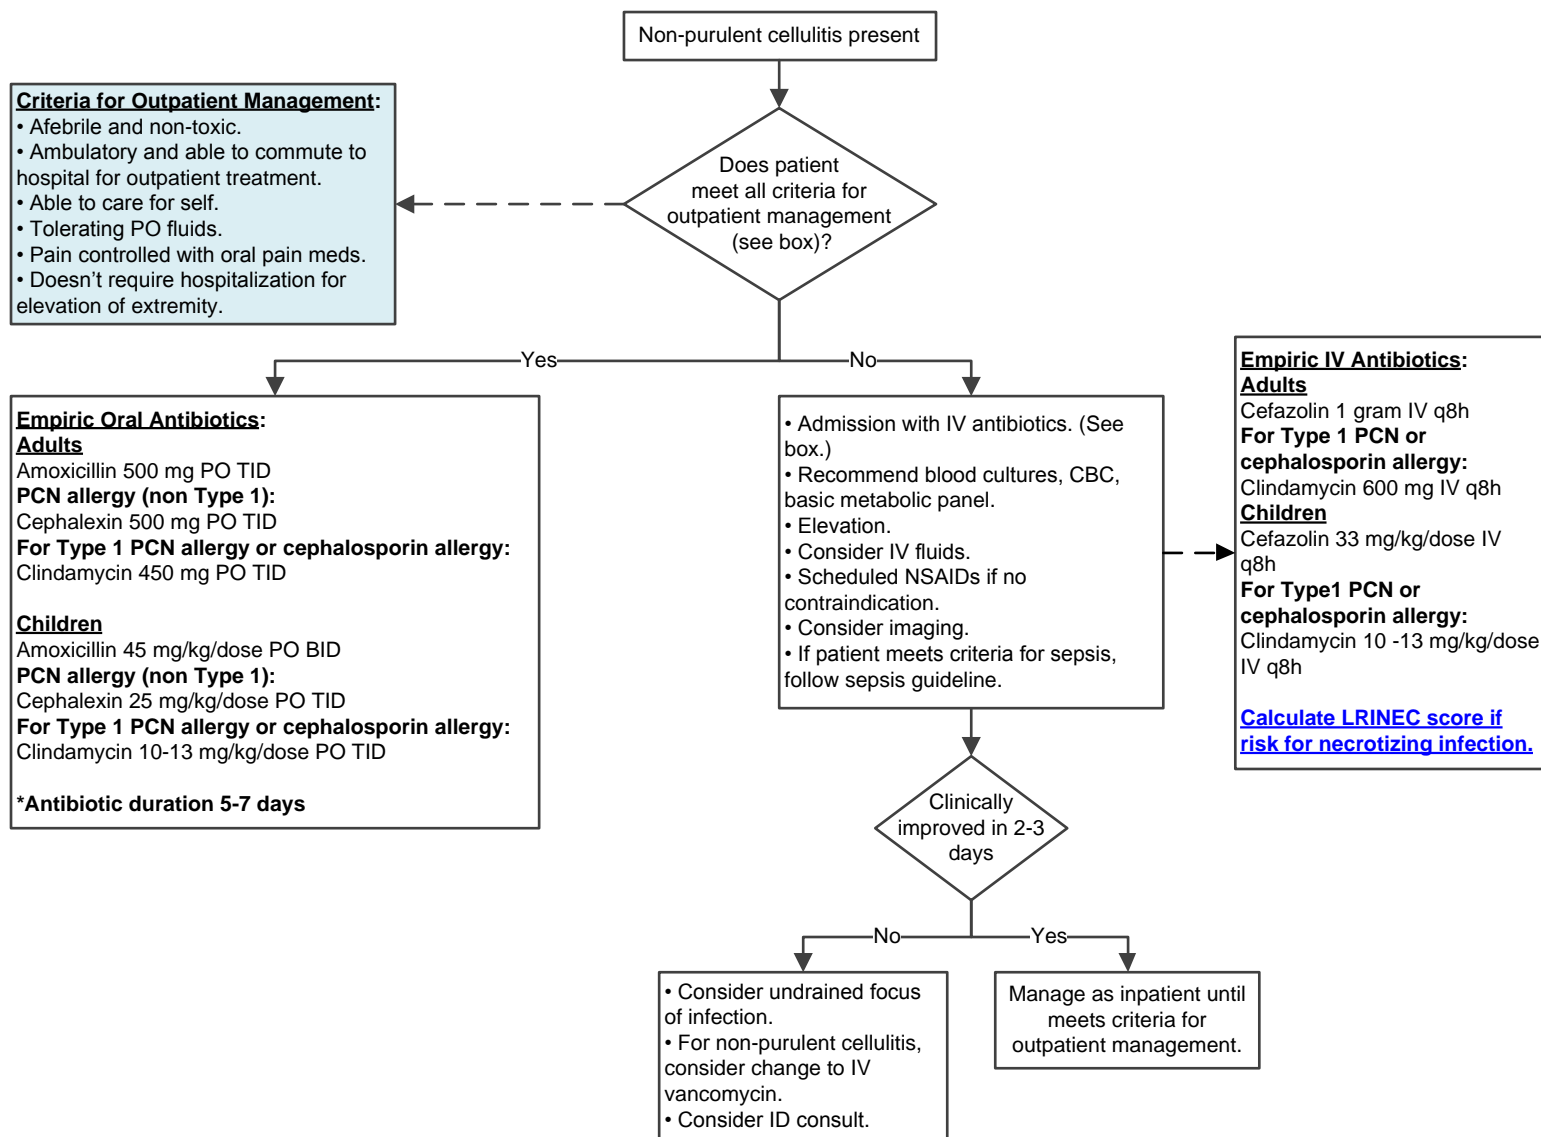 Non-purulent cellulitis present
Criteria for Outpatient Management:
• Afebrile and non-toxic.
• Ambulatory and able to commute to
hospital for outpatient treatment.
• Able to care for self.
• Tolerating PO fluids.
• Pain controlled with oral pain meds.
• Doesn’t require hospitalization for
elevation of extremity.
Does patient
meet all criteria for
outpatient management
(see box)?
Yes
No
Empiric Oral Antibiotics:
Adults
Amoxicillin 500 mg PO TID
PCN allergy (non Type 1):
Cephalexin 500 mg PO TID
For Type 1 PCN allergy or cephalosporin allergy:
Clindamycin 450 mg PO TID
Children
Amoxicillin 45 mg/kg/dose PO BID
PCN allergy (non Type 1):
Cephalexin 25 mg/kg/dose PO TID
For Type 1 PCN allergy or cephalosporin allergy:
Clindamycin 10-13 mg/kg/dose PO TID
*Antibiotic duration 5-7 days
• Admission with IV antibiotics. (See
box.)
• Recommend blood cultures, CBC,
basic metabolic panel.
• Elevation.
• Consider IV fluids.
• Scheduled NSAIDs if no
contraindication.
• Consider imaging.
• If patient meets criteria for sepsis,
follow sepsis guideline.
Empiric IV Antibiotics:
Adults
Cefazolin 1 gram IV q8h
For Type 1 PCN or
cephalosporin allergy:
Clindamycin 600 mg IV q8h
Children
Cefazolin 33 mg/kg/dose IV
q8h
For Type1 PCN or
cephalosporin allergy:
Clindamycin 10 -13 mg/kg/dose
IV q8h
Calculate LRINEC score if
risk for necrotizing infection.
Clinically
improved in 2-3
days
No
Yes
• Consider undrained focus
of infection.
• For non-purulent cellulitis,
consider change to IV
vancomycin.
• Consider ID consult.
Manage as inpatient until
meets criteria for
outpatient management.